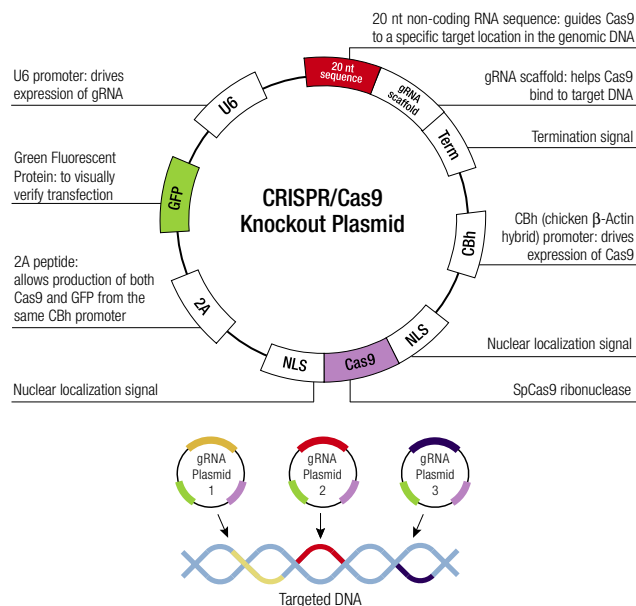 20 nt non-coding RNA sequence: guides Cas9
to a specific target location in the genomic DNA
U6 promoter: drives
expression of gRNA
gRNA scaffold: helps Cas9
bind to target DNA
Termination signal
Green Fluorescent
Protein: to visually
verify transfection
CBh (chicken β-Actin
hybrid) promoter: drives
expression of Cas9
2A peptide:
allows production of both
Cas9 and GFP from the
same CBh promoter
Nuclear localization signal
Nuclear localization signal
SpCas9 ribonuclease
20 nt
sequence
gRNA
scaffold
Term
CBh
NLS
Cas9
NLS
2A
GFP
U6
CRISPR/Cas9
Knockout Plasmid
gRNA
Plasmid
1
gRNA
Plasmid
2
gRNA
Plasmid
3
Targeted DNA